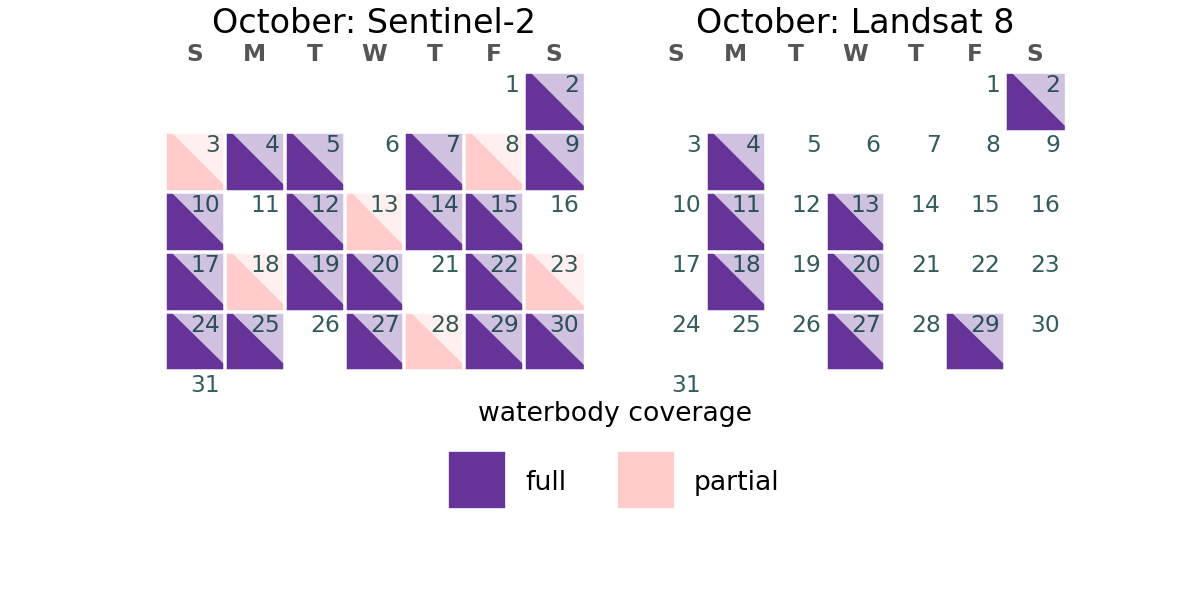 October: Sentinel-2
S M T W T F S
1 2
3 4 5 6 7 8 9
10 11 12 13 14 15 16
17 18 19 20 21 22 23
24 25 26 27 28 29 30
31
October: Landsat 8
S M T W T F S
1 2
3 4 5 6 7 8 9
10 11 12 13 14 15 16
17 18 19 20 21 22 23
24 25 26 27 28 29 30
31
waterbody coverage
full partial